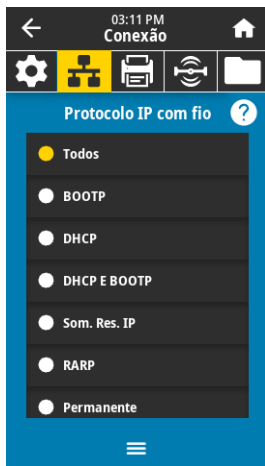 03:11 PM
Conexão
Protocolo IP com fio
?
Todos
BOOTP
DHCP
DHCP E BOOTP
Som. Res. IP
RARP
Permanente